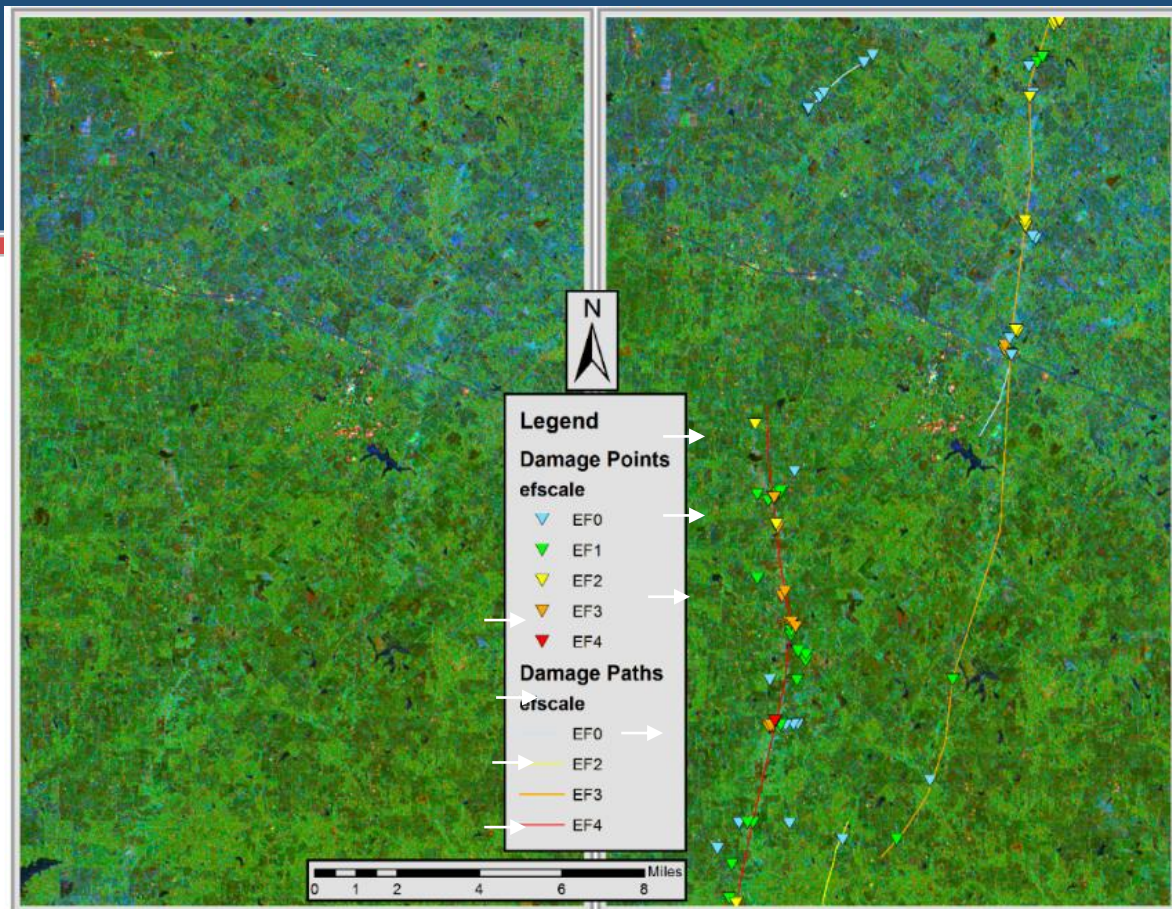 N
Legend
Damage Points
efscale
EF0
EF1
EF2
EF3
EF4
Damage Paths
efscale
EF0
EF2
EF3
EF4
Miles
0 1 2 4 6 8